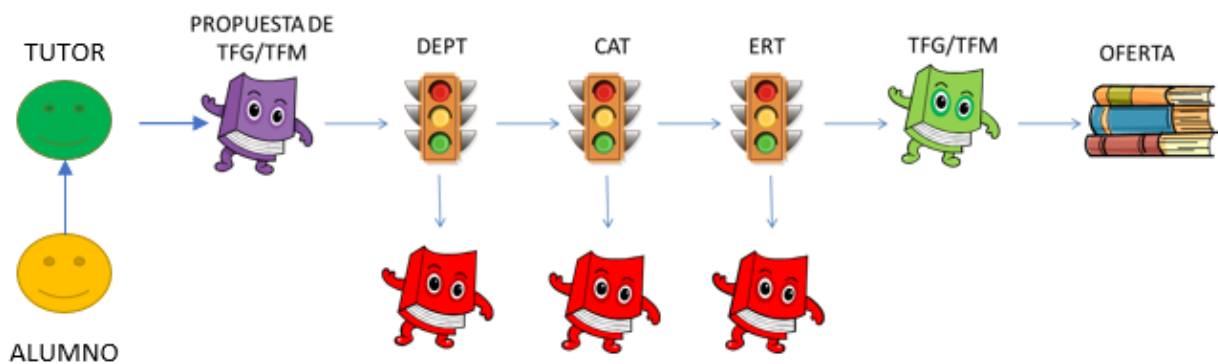 TUTOR
PROPUESTA DE
TFG/TFM
DEPT
CAT
ERT
TFG/TFM
OFERTA
ALUMNO